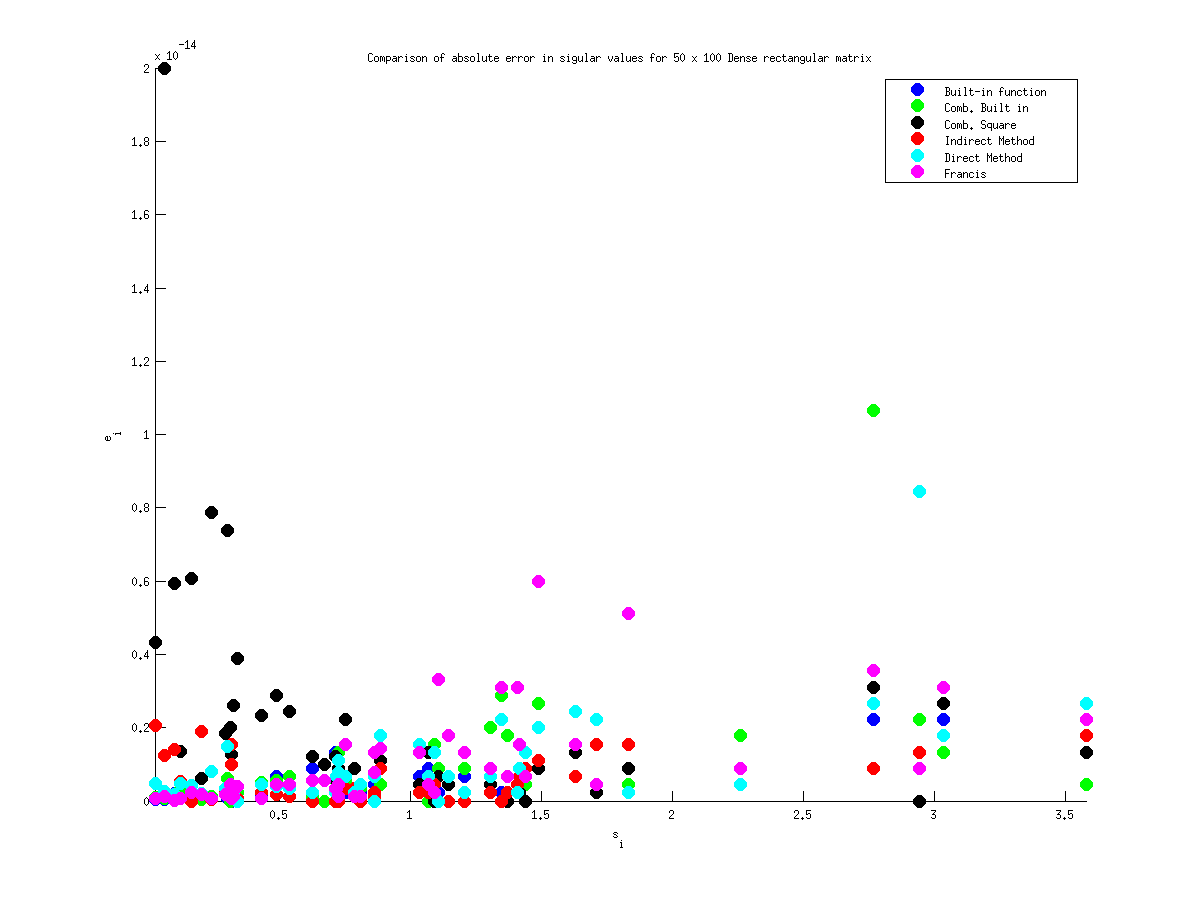 x 10^-14
Comparison of absolute error in sigular values for 50 x 100 Dense rectangular matrix
Built-in function
Comb. Built in
Comb. Square
Indirect Method
Direct Method
Francis
2
1.8
1.6
1.4
1.2
1
0.8
0.6
0.4
0.2
0
e_i
0.5 1 1.5 2 2.5 3 3.5
s_i